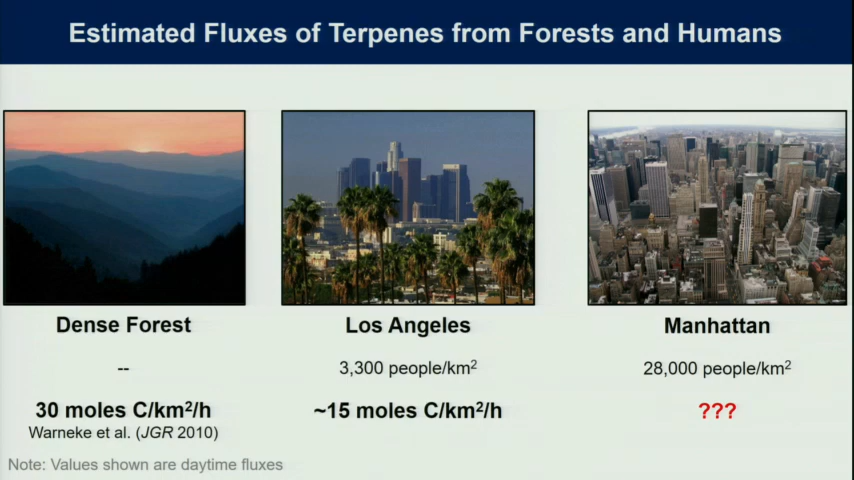 Estimated Fluxes of Terpenes from Forests and Humans
Dense Forest
--
30 moles C/km²/h
Warneke et al. (JGR 2010)
Los Angeles
3,300 people/km²
~15 moles C/km²/h
Manhattan
28,000 people/km²
???
Note: Values shown are daytime fluxes